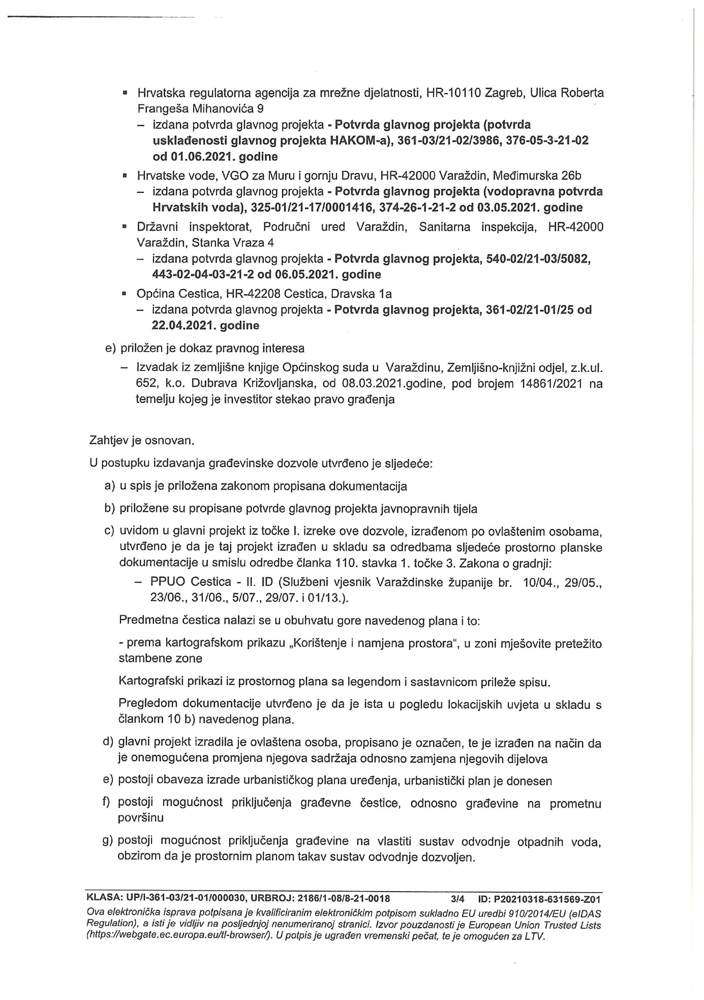 ▪ Hrvatska regulatorna agencija za mrežne djelatnosti, HR-10110 Zagreb, Ulica Roberta
Frangeša Mihanovića 9
– izdana potvrda glavnog projekta - Potvrda glavnog projekta (potvrda
usklađenosti glavnog projekta HAKOM-a), 361-03/21-02/3986, 376-05-3-21-02
od 01.06.2021. godine
▪ Hrvatske vode, VGO za Muru i gornju Dravu, HR-42000 Varaždin, Međimurska 26b
– izdana potvrda glavnog projekta - Potvrda glavnog projekta (vodopravna potvrda
Hrvatskih voda), 325-01/21-17/0001416, 374-26-1-21-2 od 03.05.2021. godine
▪ Državni inspektorat, Područni ured Varaždin, Sanitarna inspekcija, HR-42000
Varaždin, Stanka Vraza 4
– izdana potvrda glavnog projekta - Potvrda glavnog projekta, 540-02/21-03/5082,
443-02-04-03-21-2 od 06.05.2021. godine
▪ Općina Cestica, HR-42208 Cestica, Dravska 1a
– izdana potvrda glavnog projekta - Potvrda glavnog projekta, 361-02/21-01/25 od
22.04.2021. godine
e) priložen je dokaz pravnog interesa
– Izvadak iz zemljišne knjige Općinskog suda u Varaždinu, Zemljišno-knjižni odjel, z.k.ul.
652, k.o. Dubrava Križovljanska, od 08.03.2021.godine, pod brojem 14861/2021 na
temelju kojeg je investitor stekao pravo građenja
Zahtjev je osnovan.
U postupku izdavanja građevinske dozvole utvrđeno je sljedeće:
a) u spis je priložena zakonom propisana dokumentacija
b) priložene su propisane potvrde glavnog projekta javnopravnih tijela
c) uvidom u glavni projekt iz točke I. izreke ove dozvole, izrađenom po ovlaštenim osobama,
utvrđeno je da je taj projekt izrađen u skladu sa odredbama sljedeće prostorno planske
dokumentacije u smislu odredbe članka 110. stavka 1. točke 3. Zakona o gradnji:
– PPUO Cestica - II. ID (Službeni vjesnik Varaždinske županije br. 10/04., 29/05.,
23/06., 31/06., 5/07., 29/07. i 01/13.).
Predmetna čestica nalazi se u obuhvatu gore navedenog plana i to:
- prema kartografskom prikazu „Korištenje i namjena prostora“, u zoni mješovite pretežito
stambene zone
Kartografski prikazi iz prostornog plana sa legendom i sastavnicom prileže spisu.
Pregledom dokumentacije utvrđeno je da je ista u pogledu lokacijskih uvjeta u skladu s
člankom 10 b) navedenog plana.
d) glavni projekt izradila je ovlaštena osoba, propisano je označen, te je izrađen na način da
je onemogućena promjena njegova sadržaja odnosno zamjena njegovih dijelova
e) postoji obaveza izrade urbanističkog plana uređenja, urbanistički plan je donesen
f) postoji mogućnost priključenja građevne čestice, odnosno građevine na prometnu
površinu
g) postoji mogućnost priključenja građevine na vlastiti sustav odvodnje otpadnih voda,
obzirom da je prostornim planom takav sustav odvodnje dozvoljen.
KLASA: UP/I-361-03/21-01/000030, URBROJ: 2186/1-08/8-21-0018 3/4 ID: P20210318-631569-Z01
Ova elektronička isprava potpisana je kvalificiranim elektroničkim potpisom sukladno EU uredbi 910/2014/EU (eIDAS
Regulation), a isti je vidljiv na posljednjoj nenumeriranoj stranici. Izvor pouzdanosti je European Union Trusted Lists
(https://webgate.ec.europa.eu/tl-browser/). U potpis je ugrađen vremenski pečat, te je omogućen za LTV.